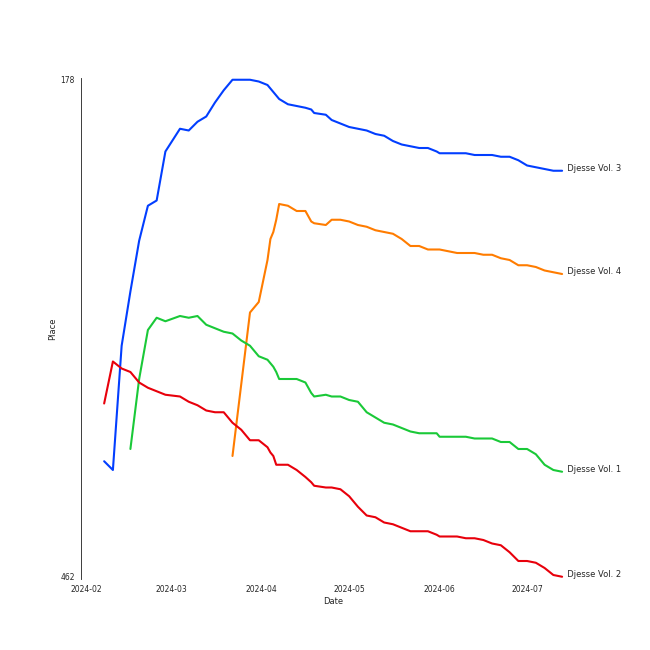 178
Djesse Vol. 3
Djesse Vol. 4
Place
Djesse Vol. 1
Djesse Vol. 2
462
2024-02 2024-03 2024-04 2024-05 2024-06 2024-07
Date